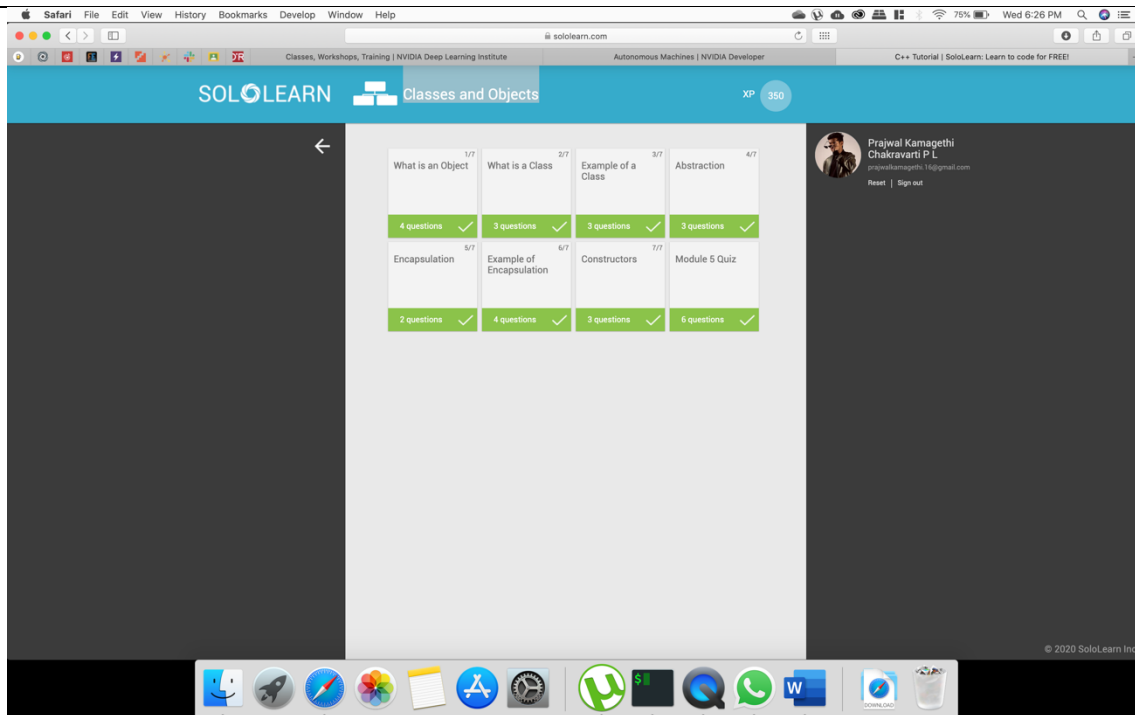 Safari File Edit View History Bookmarks Develop Window Help
75%
Wed 6:26 PM
sololearn.com
Classes, Workshops, Training | NVIDIA Deep Learning Institute
Autonomous Machines | NVIDIA Developer
C++ Tutorial | SoloLearn: Learn to code for FREE!
SOLOLEARN
Classes and Objects
XP 350
Prajwal Kamagethi
Chakravarti P L
prajwalkamagethi.16@gmail.com
Reset | Sign out
1/7
What is an Object
4 questions
2/7
What is a Class
3 questions
3/7
Example of a
Class
3 questions
4/7
Abstraction
3 questions
5/7
Encapsulation
2 questions
6/7
Example of
Encapsulation
4 questions
7/7
Constructors
3 questions
Module 5 Quiz
6 questions
© 2020 SoloLearn Inc
DOWNLOAD